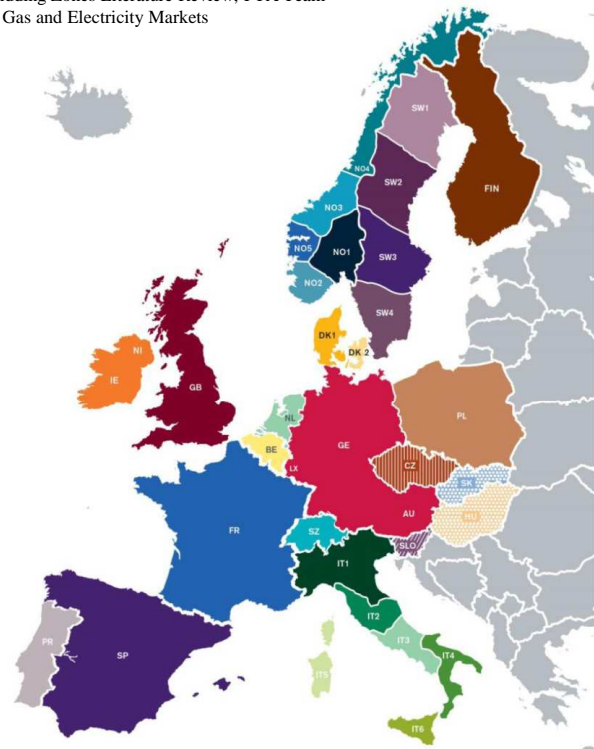 Gas and Electricity Markets
SW1
NO4
SW2
FIN
NO3
NO5
NO1
SW3
NO2
SW4
DK1
DK 2
NI
IE
GB
NL
PL
BE
GE
CZ
LX
SK
HU
AU
FR
SZ
SLO
IT1
IT2
PR
SP
IT3
IT4
IT5
IT6